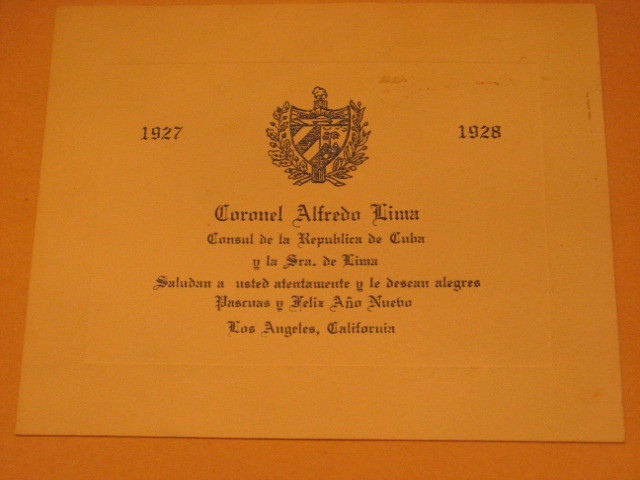 1927 1928
Coronel Alfredo Lima
Consul de la Republica de Cuba
y la Sra. de Lima
Saludan a usted atentamente y le desean alegres
Pascuas y Feliz Año Nuevo
Los Angeles, California